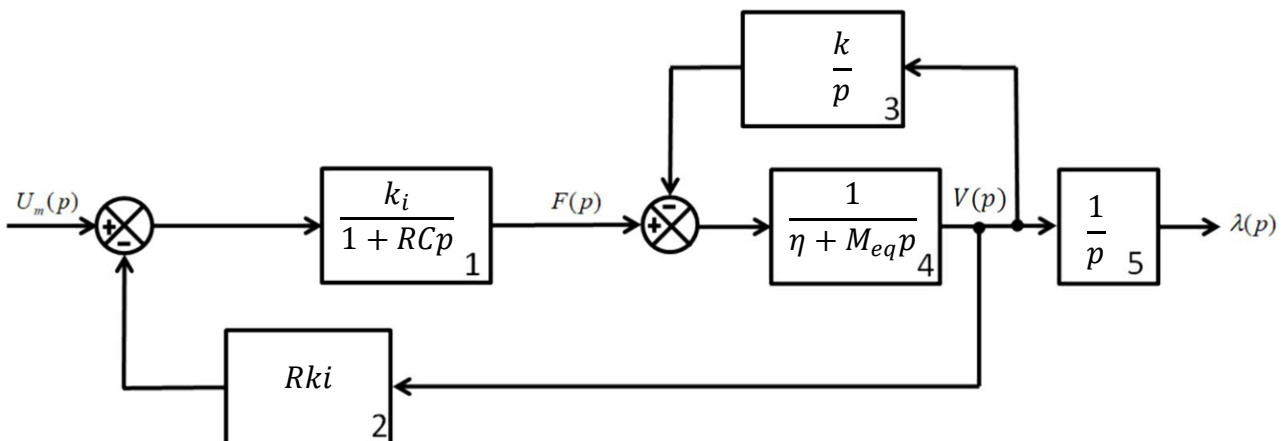 k
p
3
U_m(p)
+
−
k_i
1 + RCp
1
F(p)
−
+
1
η + M_eq p
4
V(p)
1
p
5
λ(p)
Rki
2